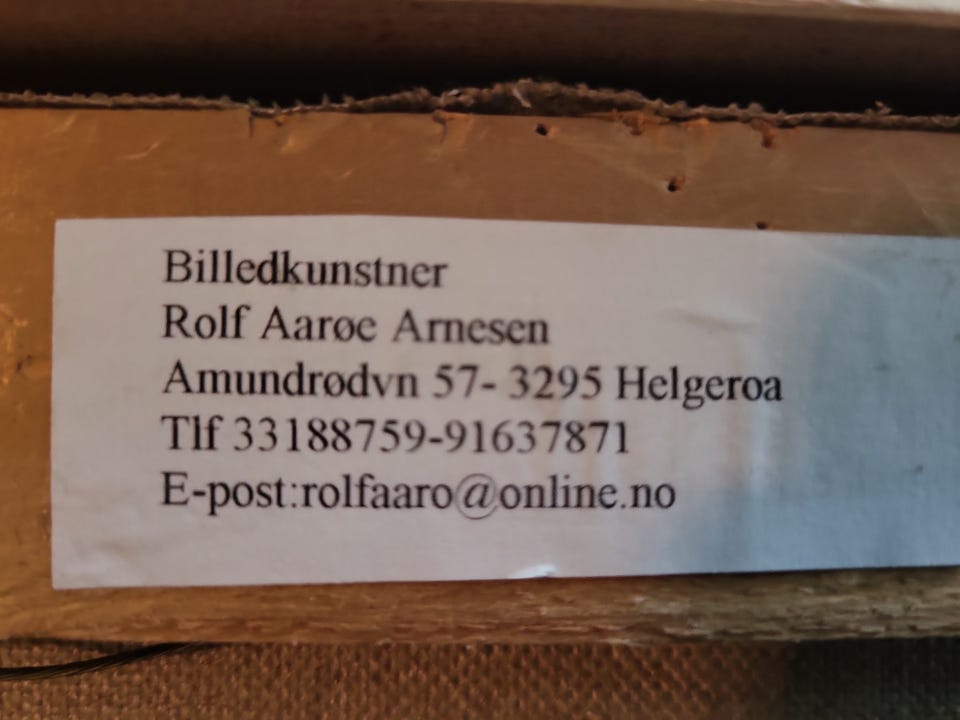 Billedkunstner
Rolf Aarøe Arnesen
Amundrødvn 57- 3295 Helgeroa
Tlf 33188759-91637871
E-post:rolfaaro@online.no